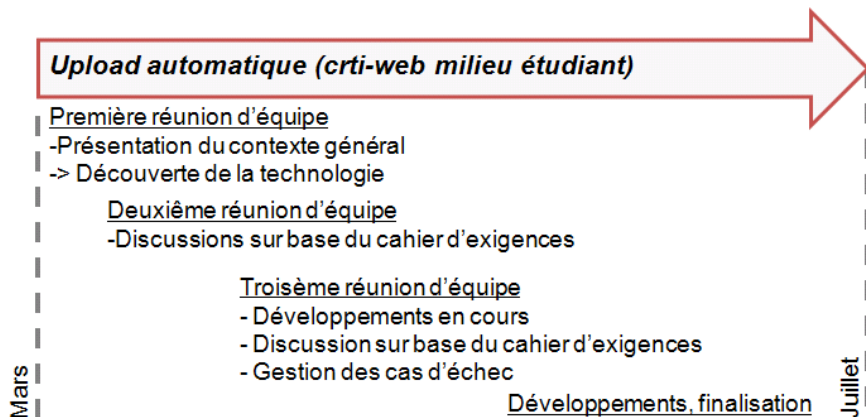 Upload automatique (crti-web milieu étudiant)
Première réunion d'équipe
-Présentation du contexte général
-> Découverte de la technologie
Deuxième réunion d'équipe
-Discussions sur base du cahier d'exigences
Troisème réunion d'équipe
- Développements en cours
- Discussion sur base du cahier d'exigences
- Gestion des cas d'échec
Développements, finalisation
Mars
Juillet